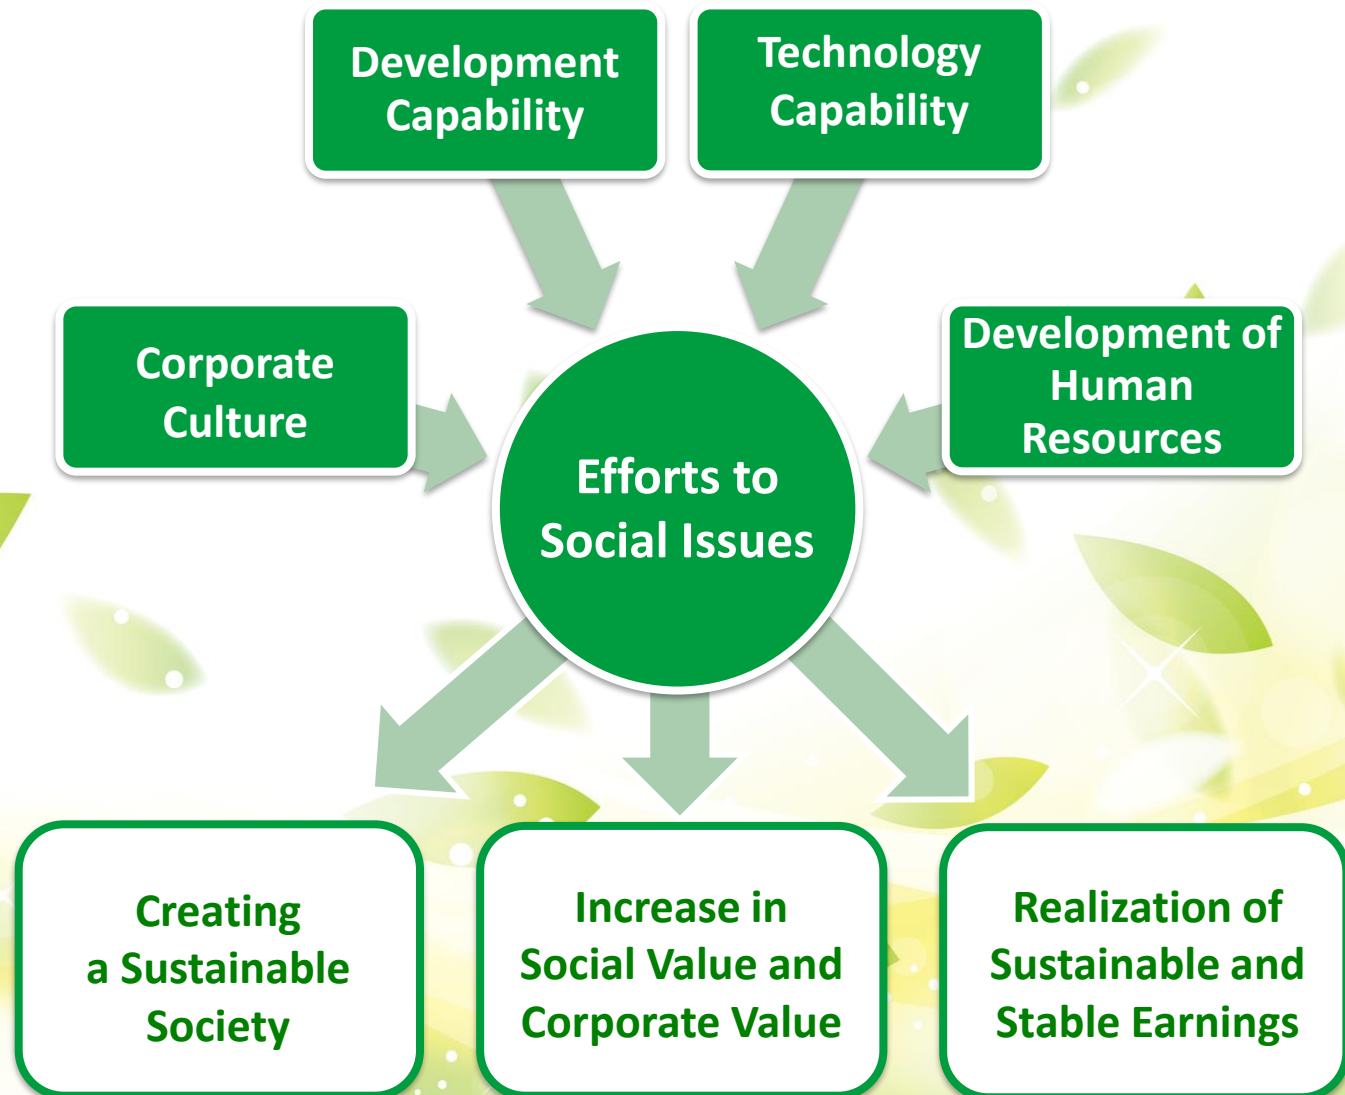 Development
Capability
Technology
Capability
Corporate
Culture
Development of
Human
Resources
Efforts to
Social Issues
Creating
a Sustainable
Society
Increase in
Social Value and
Corporate Value
Realization of
Sustainable and
Stable Earnings